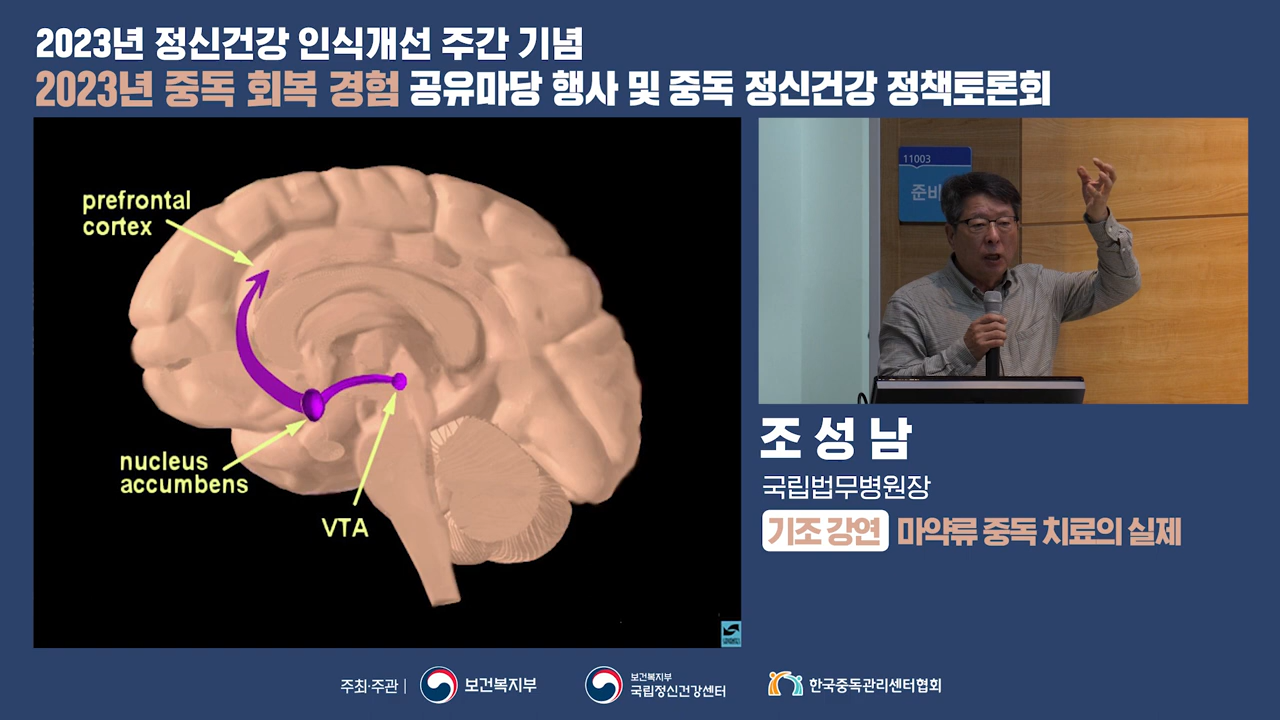 2023년 정신건강 인식개선 주간 기념
2023년 중독 회복 경험 공유마당 행사 및 중독 정신건강 정책토론회
prefrontal
cortex
nucleus
accumbens
VTA
11003
준비
조성남
국립법무병원장
기조 강연 마약류 중독 치료의 실제
주최·주관 |
보건복지부
보건복지부
국립정신건강센터
한국중독관리센터협회